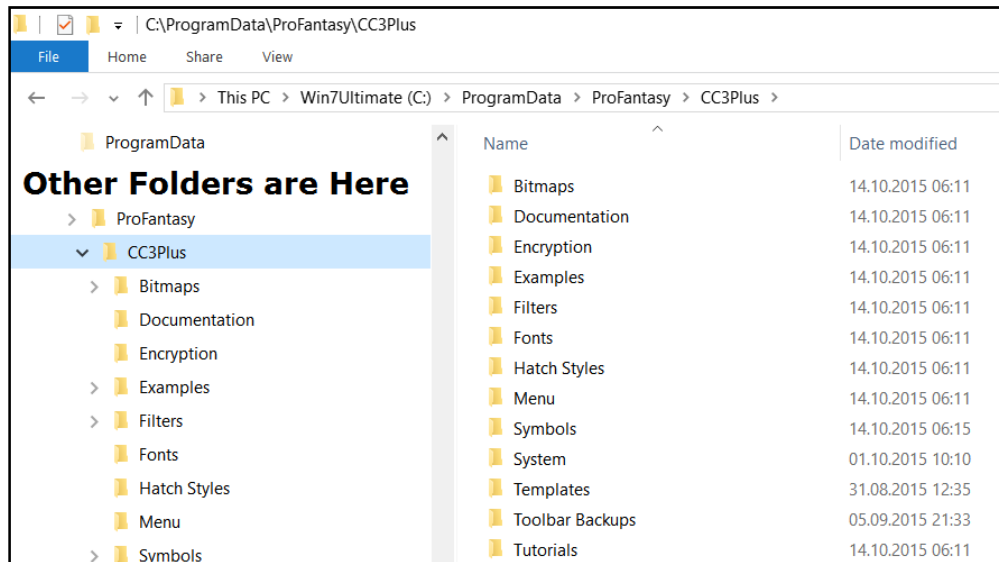 C:\ProgramData\ProFantasy\CC3Plus
File Home Share View
This PC > Win7Ultimate (C:) > ProgramData > ProFantasy > CC3Plus >
ProgramData
Other Folders are Here
ProFantasy
CC3Plus
Bitmaps
Documentation
Encryption
Examples
Filters
Fonts
Hatch Styles
Menu
Symbols
Name Date modified
Bitmaps 14.10.2015 06:11
Documentation 14.10.2015 06:11
Encryption 14.10.2015 06:11
Examples 14.10.2015 06:11
Filters 14.10.2015 06:11
Fonts 14.10.2015 06:11
Hatch Styles 14.10.2015 06:11
Menu 14.10.2015 06:11
Symbols 14.10.2015 06:15
System 01.10.2015 10:10
Templates 31.08.2015 12:35
Toolbar Backups 05.09.2015 21:33
Tutorials 14.10.2015 06:11